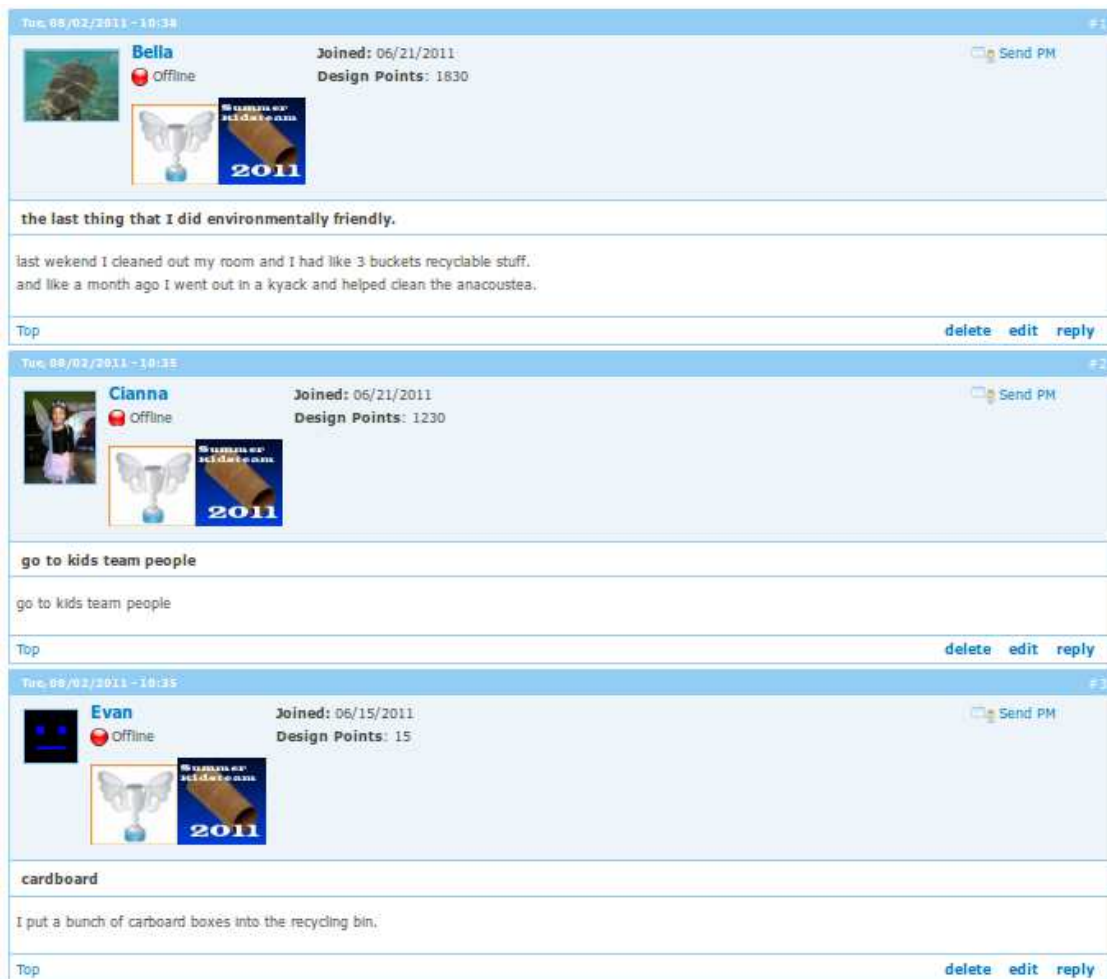 Tue, 08/02/2011 - 10:38 #1
Bella Joined: 06/21/2011 Send PM
Offline Design Points: 1830
Summer
Kidsteam
2011
the last thing that I did environmentally friendly.
last wekend I cleaned out my room and I had like 3 buckets recyclable stuff.
and like a month ago I went out in a kyack and helped clean the anacoustea.
Top delete edit reply
Tue, 08/02/2011 - 10:35 #2
Cianna Joined: 06/21/2011 Send PM
Offline Design Points: 1230
Summer
Kidsteam
2011
go to kids team people
go to kids team people
Top delete edit reply
Tue, 08/02/2011 - 10:35 #3
Evan Joined: 06/15/2011 Send PM
Offline Design Points: 15
Summer
Kidsteam
2011
cardboard
I put a bunch of carboard boxes into the recycling bin.
Top delete edit reply